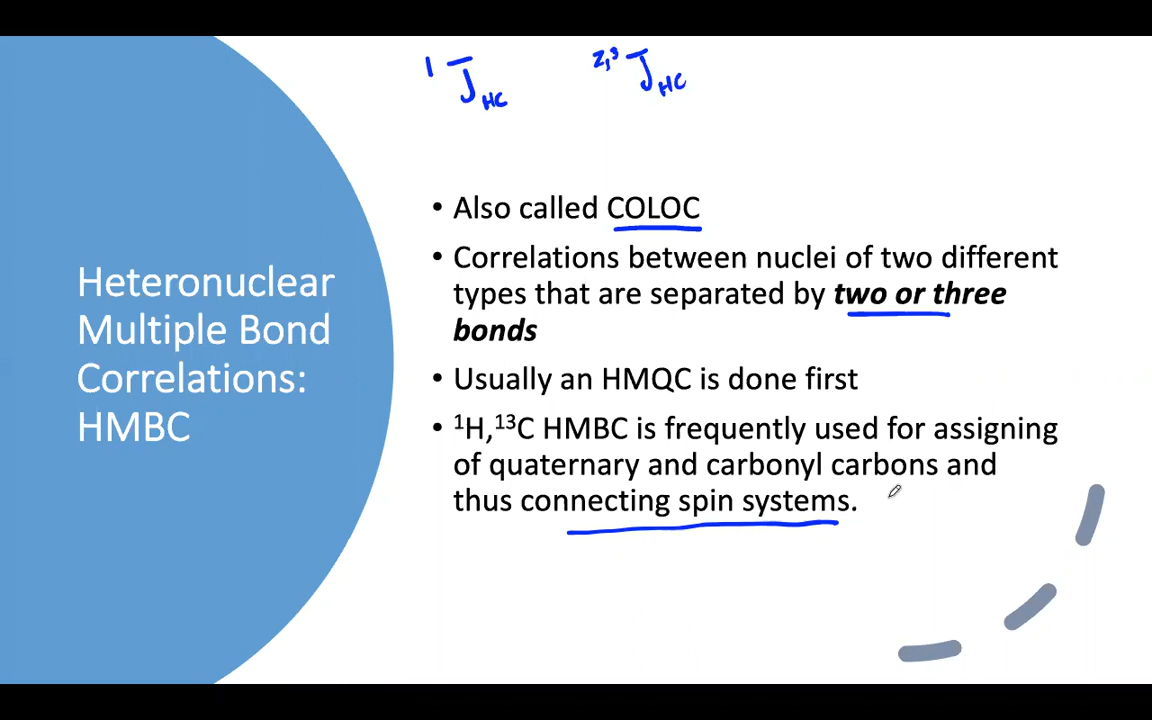 ¹J_HC ²,³J_HC
Heteronuclear
Multiple Bond
Correlations:
HMBC
• Also called COLOC
• Correlations between nuclei of two different
types that are separated by two or three
bonds
• Usually an HMQC is done first
• ¹H,¹³C HMBC is frequently used for assigning
of quaternary and carbonyl carbons and
thus connecting spin systems.